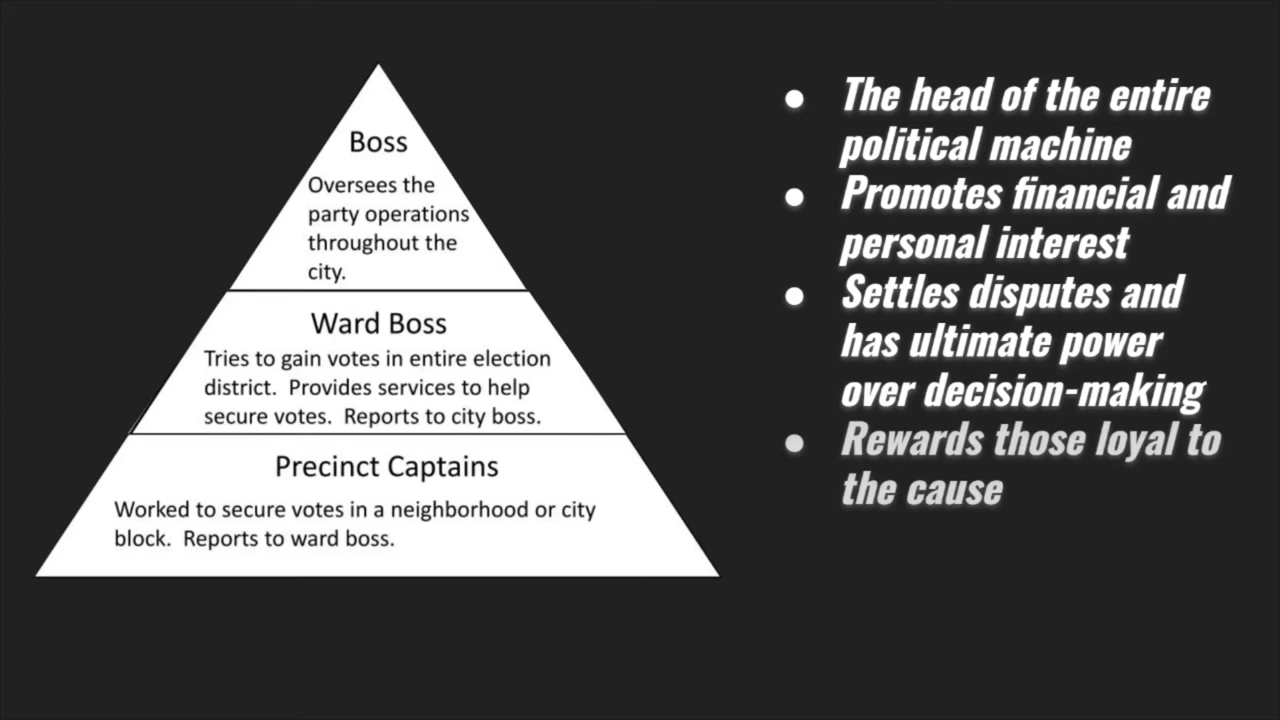 Boss
Oversees the
party operations
throughout the
city.
Ward Boss
Tries to gain votes in entire election
district.  Provides services to help
secure votes.  Reports to city boss.
Precinct Captains
Worked to secure votes in a neighborhood or city
block.  Reports to ward boss.
● The head of the entire
political machine
● Promotes financial and
personal interest
● Settles disputes and
has ultimate power
over decision-making
● Rewards those loyal to
the cause